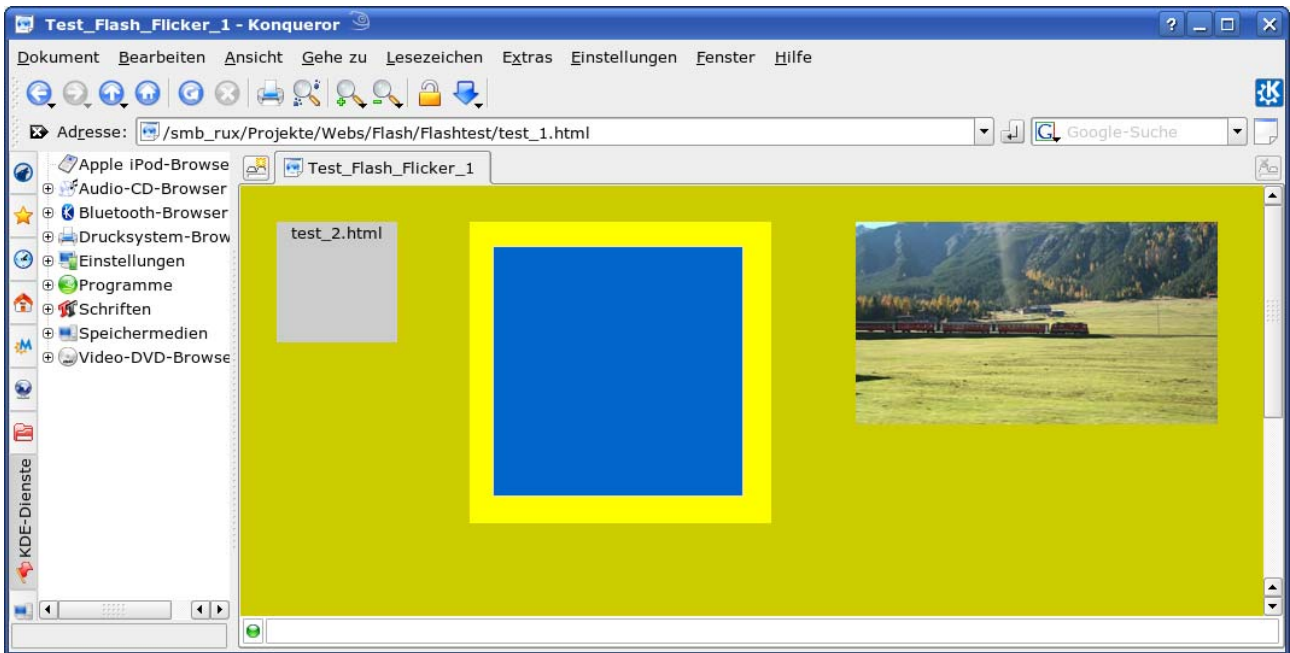 Test_Flash_Flicker_1 - Konqueror
Dokument Bearbeiten Ansicht Gehe zu Lesezeichen Extras Einstellungen Fenster Hilfe
Adresse: /smb_rux/Projekte/Webs/Flash/Flashtest/test_1.html Google-Suche
Test_Flash_Flicker_1
Apple iPod-Browse
Audio-CD-Browser
Bluetooth-Browser
Drucksystem-Brow
Einstellungen
Programme
Schriften
Speichermedien
Video-DVD-Browse
KDE-Dienste
test_2.html